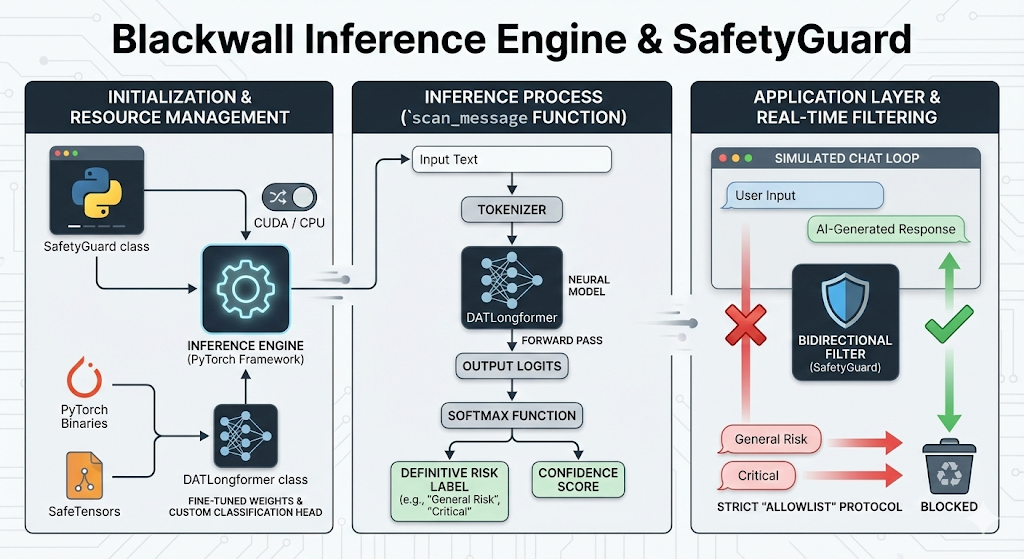 Blackwall Inference Engine & SafetyGuard
INITIALIZATION &
RESOURCE MANAGEMENT
SafetyGuard class
CUDA / CPU
INFERENCE ENGINE
(PyTorch Framework)
PyTorch
Binaries
SafeTensors
DATLongformer class
FINE-TUNED WEIGHTS &
CUSTOM CLASSIFICATION HEAD
INFERENCE PROCESS
(`scan_message FUNCTION)
Input Text
TOKENIZER
DATLongformer
NEURAL
MODEL
FORWARD PASS
OUTPUT LOGITS
SOFTMAX FUNCTION
DEFINITIVE RISK
LABEL
(e.g., "General Risk",
"Critical")
CONFIDENCE
SCORE
APPLICATION LAYER &
REAL-TIME FILTERING
SIMULATED CHAT LOOP
User Input
AI-Generated Response
BIDIRECTIONAL
FILTER
(SafetyGuard)
General Risk
Critical
STRICT "ALLOWLIST" PROTOCOL
BLOCKED